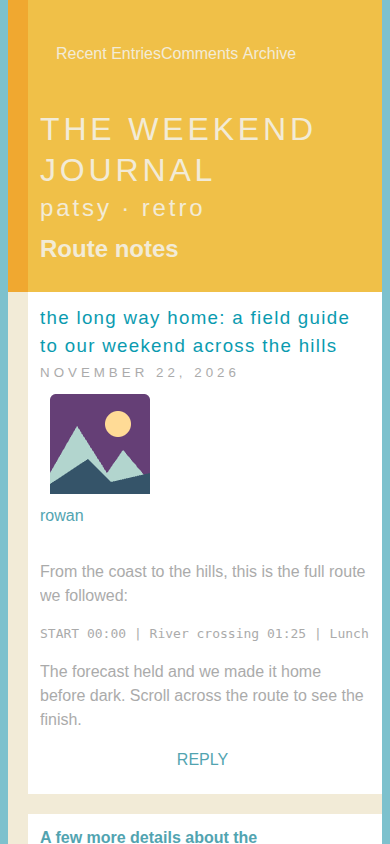 Recent EntriesComments Archive
THE WEEKEND
JOURNAL
patsy · retro
Route notes
the long way home: a field guide
to our weekend across the hills
NOVEMBER 22, 2026
rowan
From the coast to the hills, this is the full route
we followed:
START 00:00 | River crossing 01:25 | Lunch
The forecast held and we made it home
before dark. Scroll across the route to see the
finish.
REPLY
A few more details about the